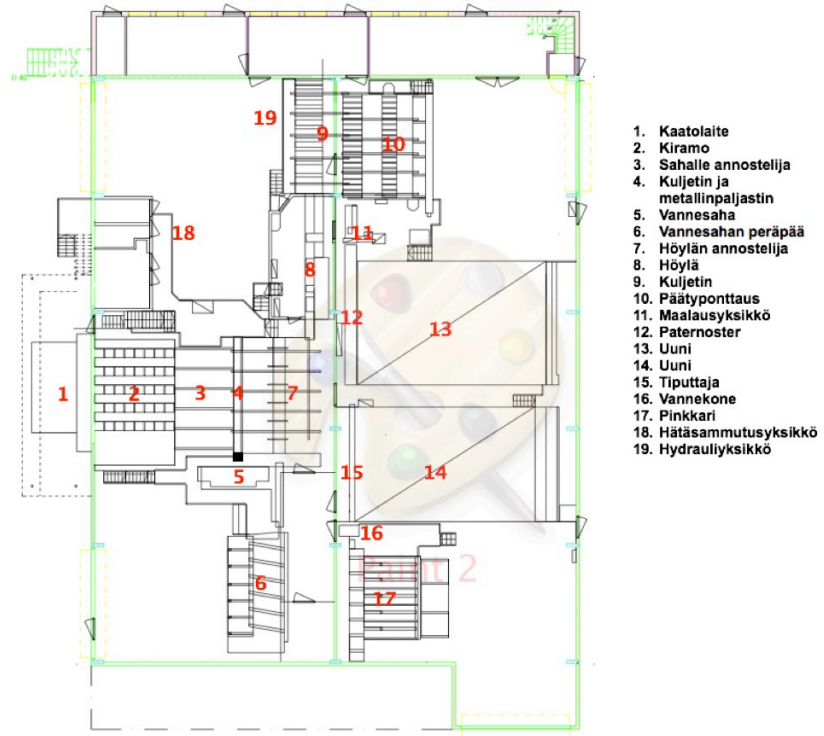 19
9
10
18
11
8
12
13
1
2
3
4
7
5
15
14
16
Paint 2
6
17
1. Kaatolaite
2. Kiramo
3. Sahalle annostelija
4. Kuljetin ja
metallinpaljastin
5. Vannesaha
6. Vannesahan peräpää
7. Höylän annostelija
8. Höylä
9. Kuljetin
10. Päätyponttaus
11. Maalausyksikkö
12. Paternoster
13. Uuni
14. Uuni
15. Tiputtaja
16. Vannekone
17. Pinkkari
18. Hätäsammutusyksikkö
19. Hydrauliyksikkö